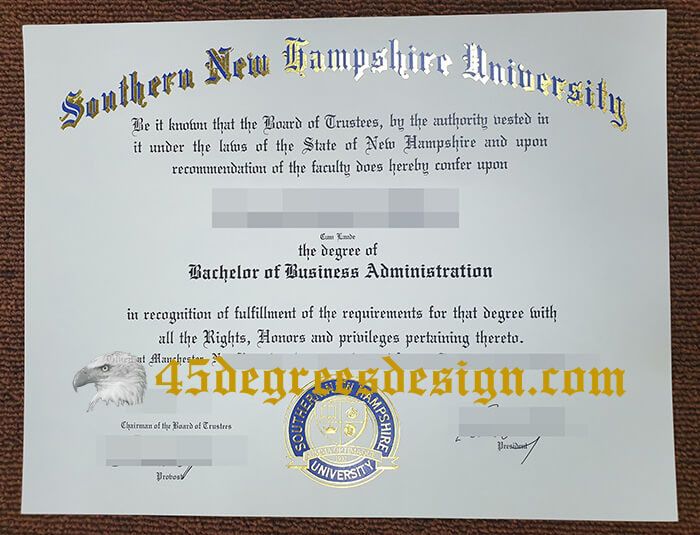 Southern New Hampshire University
Be it known that the Board of Trustees, by the authority vested in
it under the laws of the State of New Hampshire and upon
recommendation of the faculty does hereby confer upon
Cum Laude
the degree of
Bachelor of Business Administration
in recognition of fulfillment of the requirements for that degree with
all the Rights, Honors and privileges pertaining thereto.
at Manchester,
45degreesdesign.com
SOUTHERN NEW HAMPSHIRE
UNIVERSITY
Chairman of the Board of Trustees
President
Provost